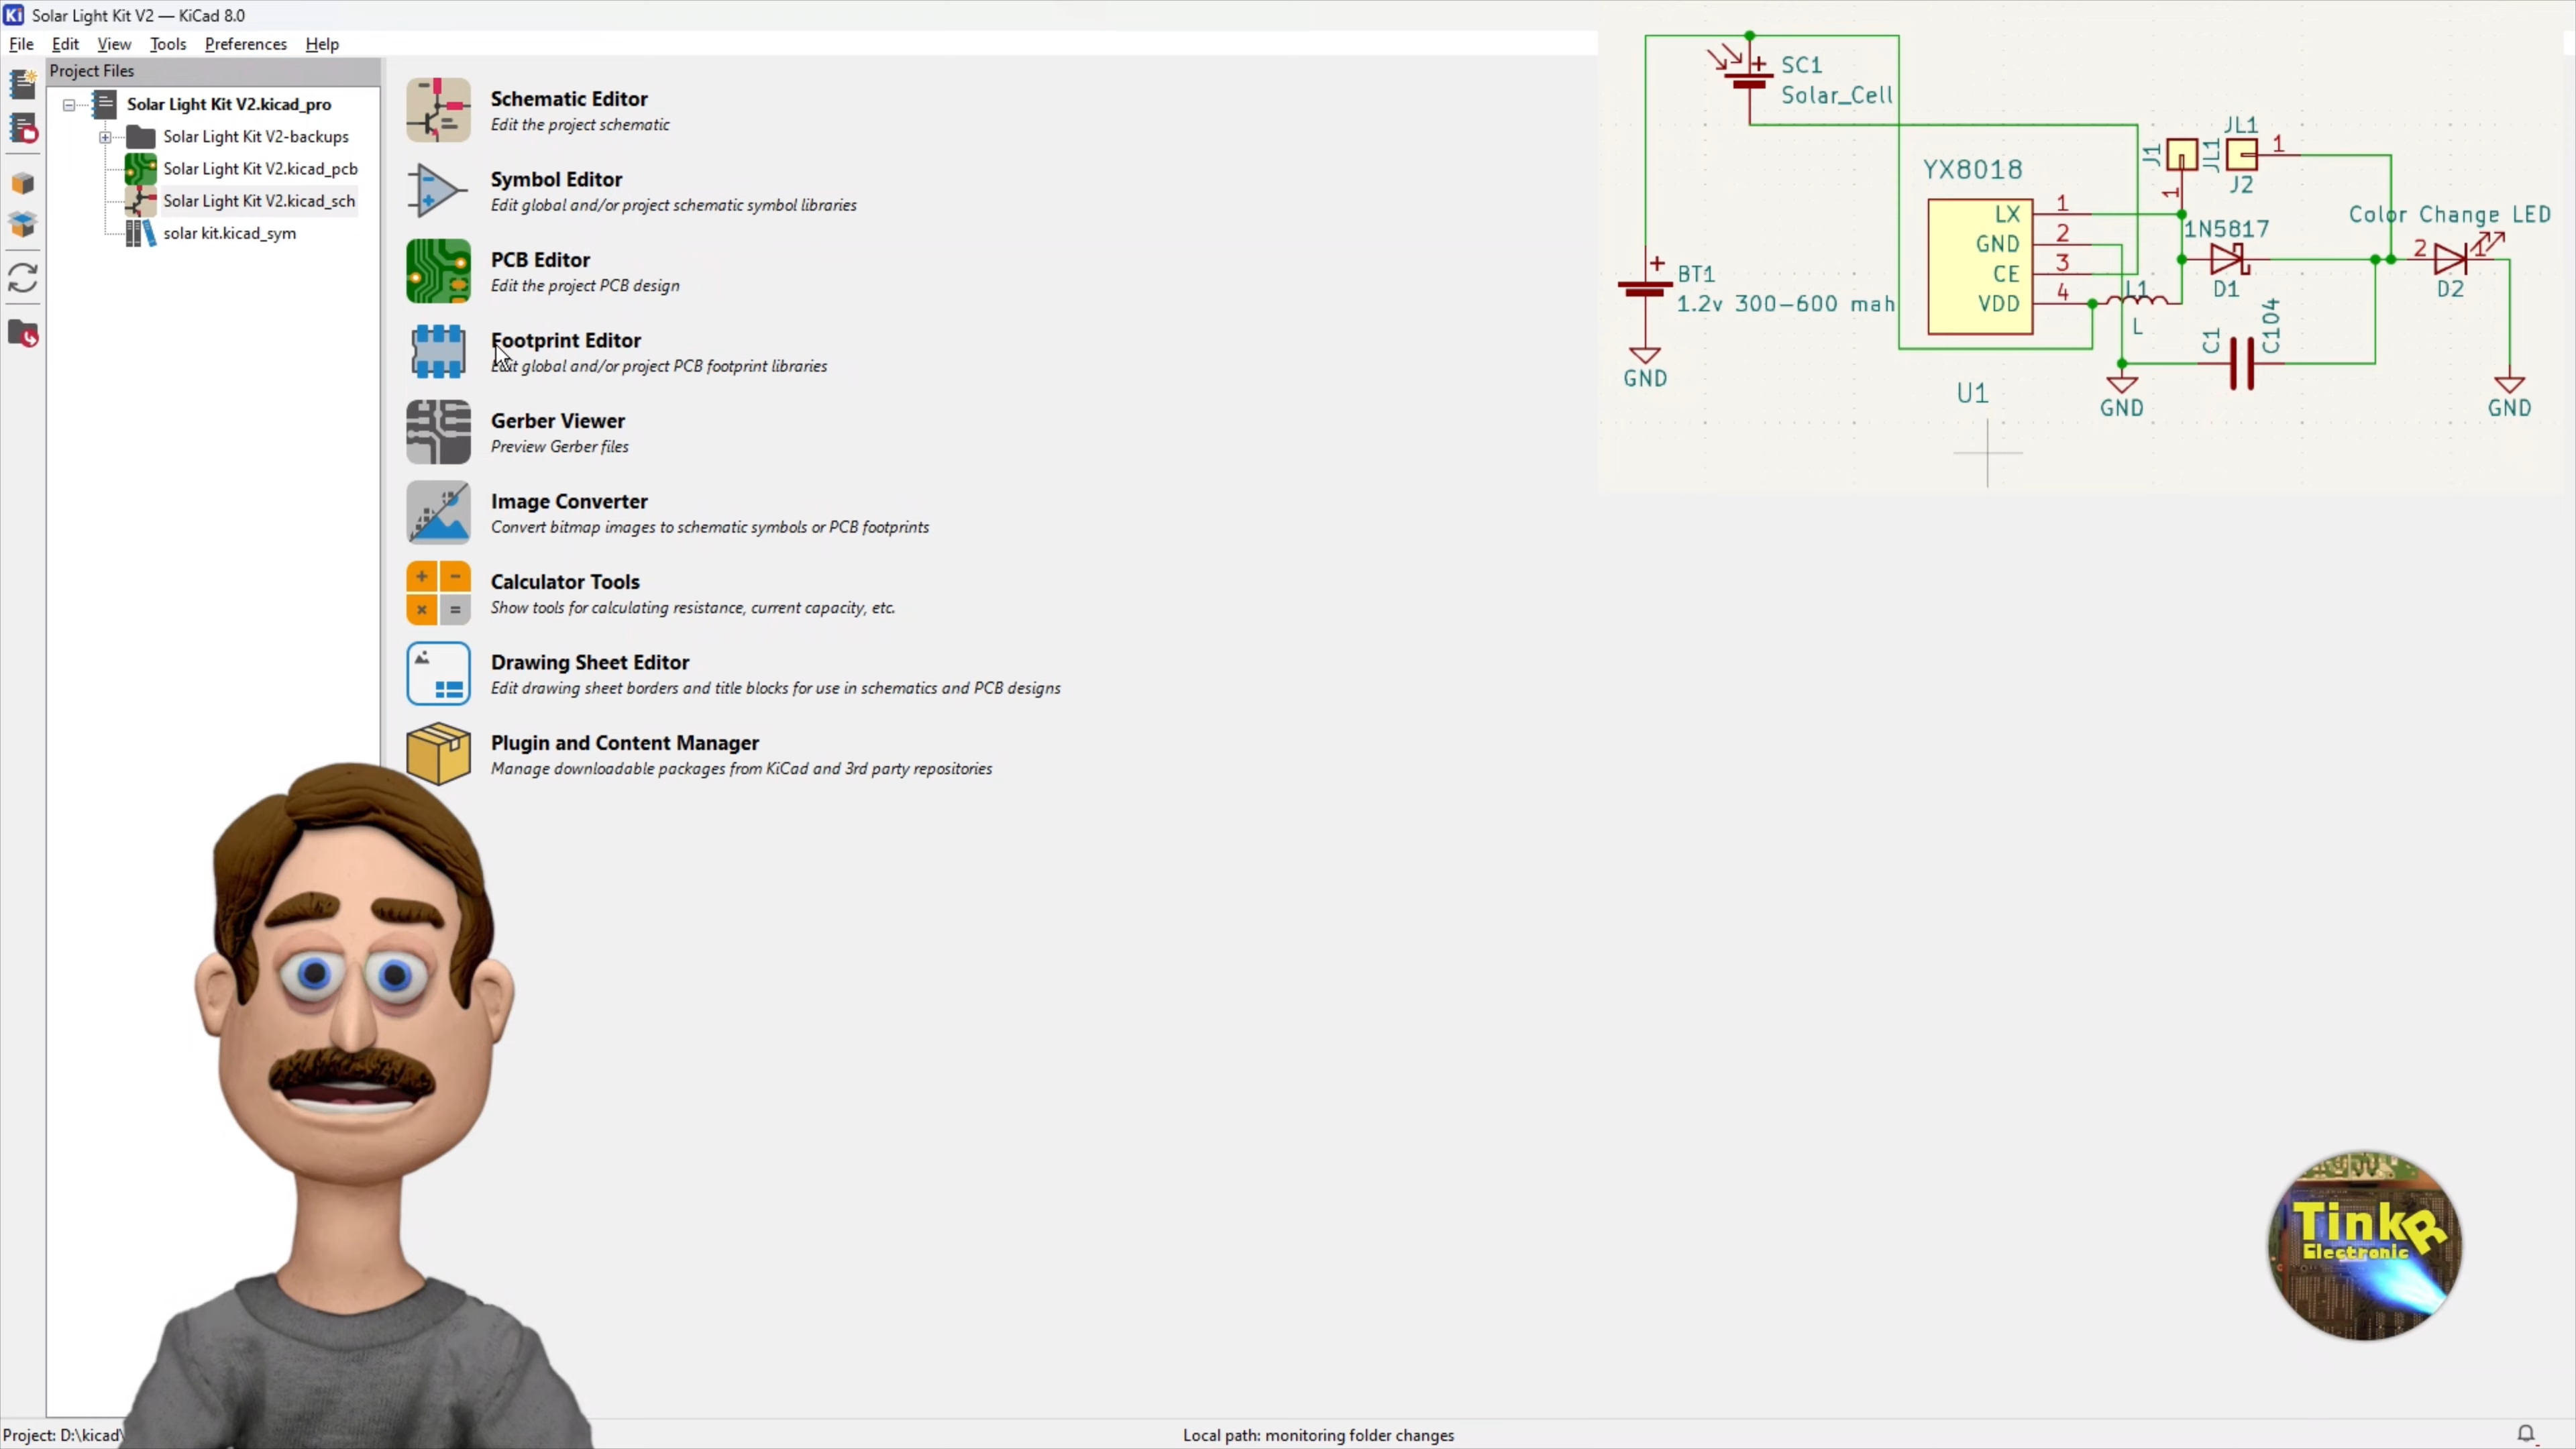 Solar Light Kit V2 — KiCad 8.0
File Edit View Tools Preferences Help
Project Files
Solar Light Kit V2.kicad_pro
Solar Light Kit V2-backups
Solar Light Kit V2.kicad_pcb
Solar Light Kit V2.kicad_sch
solar kit.kicad_sym
Schematic Editor
Edit the project schematic
Symbol Editor
Edit global and/or project schematic symbol libraries
PCB Editor
Edit the project PCB design
Footprint Editor
Edit global and/or project PCB footprint libraries
Gerber Viewer
Preview Gerber files
Image Converter
Convert bitmap images to schematic symbols or PCB footprints
Calculator Tools
Show tools for calculating resistance, current capacity, etc.
Drawing Sheet Editor
Edit drawing sheet borders and title blocks for use in schematics and PCB designs
Plugin and Content Manager
Manage downloadable packages from KiCad and 3rd party repositories
SC1
Solar_Cell
BT1
1.2v 300-600 mah
GND
YX8018
LX 1
GND 2
CE 3
VDD 4
U1
J1
1
JL1
JL1
1
J2
1N5817
D1
L1
L
C1
C104
GND
Color Change LED
2 1
D2
GND
TinkR
Electronic
Project: D:\kicad\
Local path: monitoring folder changes